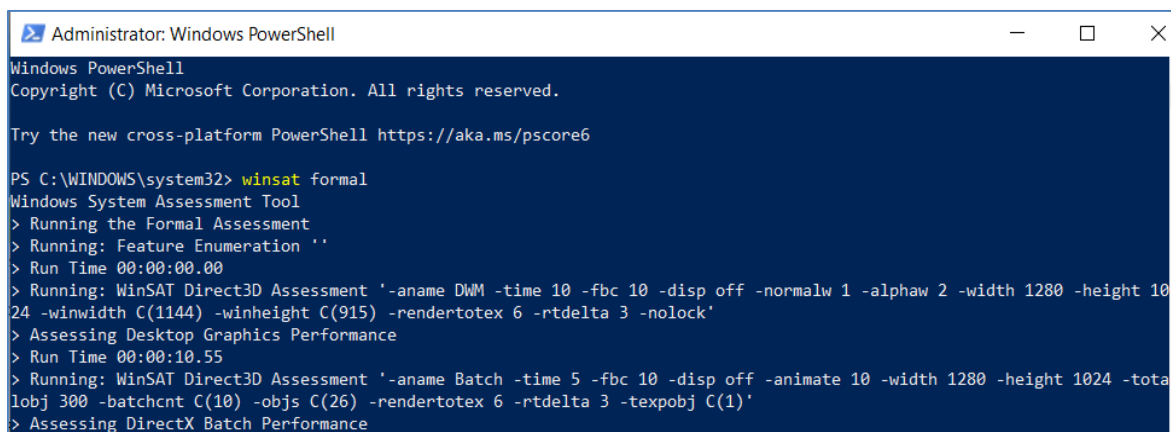 Administrator: Windows PowerShell
Windows PowerShell
Copyright (C) Microsoft Corporation. All rights reserved.
Try the new cross-platform PowerShell https://aka.ms/pscore6
PS C:\WINDOWS\system32> winsat formal
Windows System Assessment Tool
> Running the Formal Assessment
> Running: Feature Enumeration ''
> Run Time 00:00:00.00
> Running: WinSAT Direct3D Assessment '-aname DWM -time 10 -fbc 10 -disp off -normalw 1 -alphaw 2 -width 1280 -height 10
24 -winwidth C(1144) -winheight C(915) -rendertotex 6 -rtdelta 3 -nolock'
> Assessing Desktop Graphics Performance
> Run Time 00:00:10.55
> Running: WinSAT Direct3D Assessment '-aname Batch -time 5 -fbc 10 -disp off -animate 10 -width 1280 -height 1024 -tota
lobj 300 -batchcnt C(10) -objs C(26) -rendertotex 6 -rtdelta 3 -texpobj C(1)'
> Assessing DirectX Batch Performance